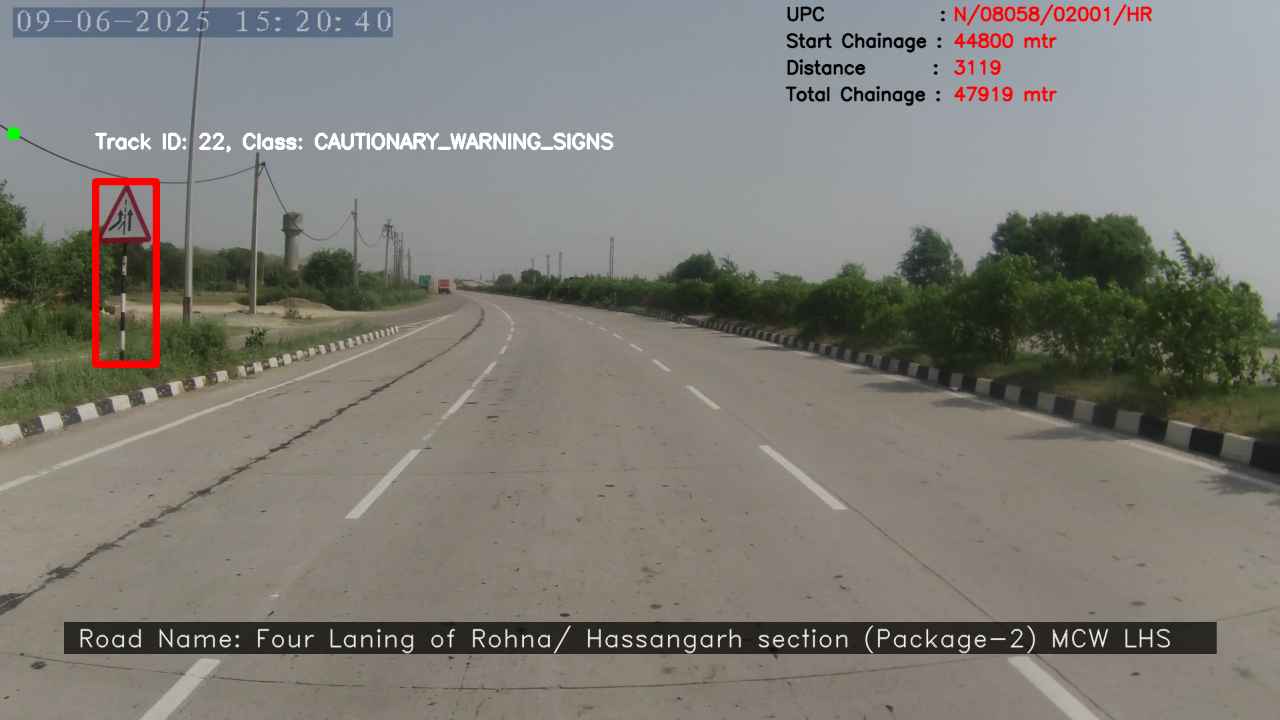 09-06-2025 15:20:40
UPC : N/08058/02001/HR
Start Chainage : 44800 mtr
Distance : 3119
Total Chainage : 47919 mtr
Track ID: 22, Class: CAUTIONARY_WARNING_SIGNS
Road Name: Four Laning of Rohna/ Hassangarh section (Package-2) MCW LHS